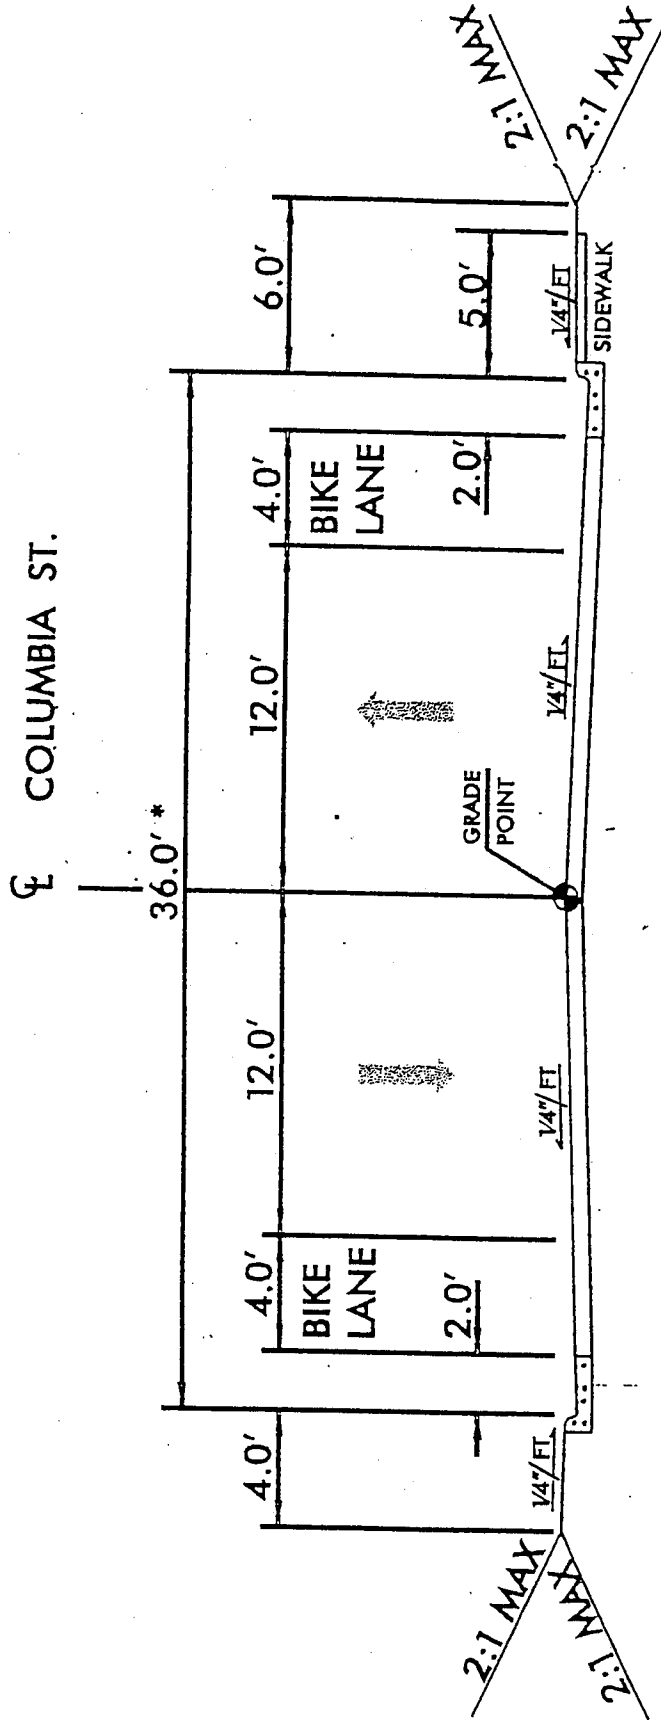 ℄ COLUMBIA ST.
36.0' *
4.0'
4.0'
12.0'
12.0'
4.0'
6.0'
BIKE
LANE
BIKE
LANE
2.0'
2.0'
5.0'
GRADE
POINT
2:1 MAX
2:1 MAX
1/4"/FT
1/4"/FT
1/4"/FT
1/4"/FT
SIDEWALK
2:1 MAX
2:1 MAX